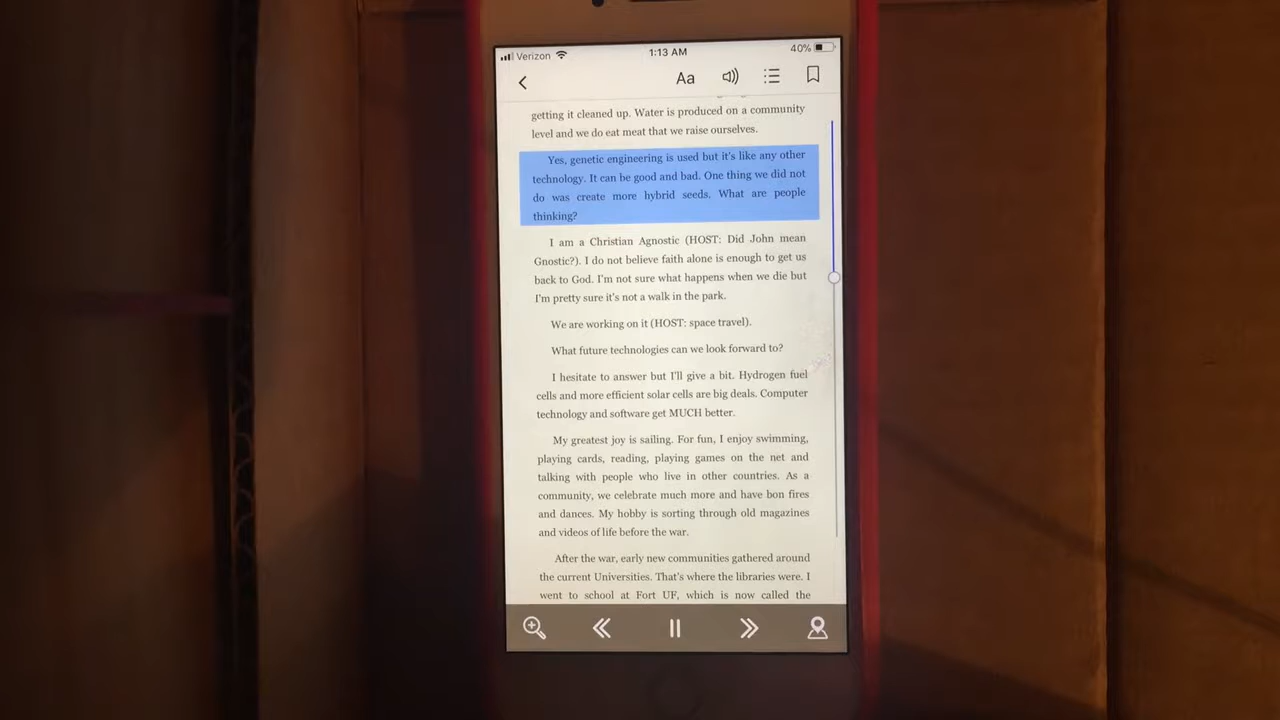 Verizon
1:13 AM
40%
Aa
getting it cleaned up. Water is produced on a community
level and we do eat meat that we raise ourselves.
Yes, genetic engineering is used but it's like any other
technology. It can be good and bad. One thing we did not
do was create more hybrid seeds. What are people
thinking?
I am a Christian Agnostic (HOST: Did John mean
Gnostic?). I do not believe faith alone is enough to get us
back to God. I'm not sure what happens when we die but
I'm pretty sure it's not a walk in the park.
We are working on it (HOST: space travel).
What future technologies can we look forward to?
I hesitate to answer but I'll give a bit. Hydrogen fuel
cells and more efficient solar cells are big deals. Computer
technology and software get MUCH better.
My greatest joy is sailing. For fun, I enjoy swimming,
playing cards, reading, playing games on the net and
talking with people who live in other countries. As a
community, we celebrate much more and have bon fires
and dances. My hobby is sorting through old magazines
and videos of life before the war.
After the war, early new communities gathered around
the current Universities. That's where the libraries were. I
went to school at Fort UF, which is now called the